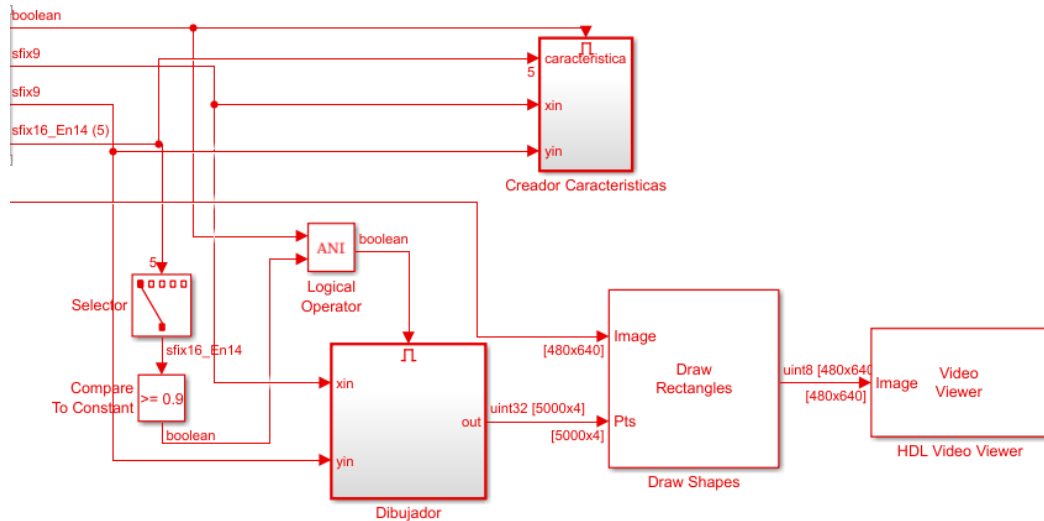 boolean
sfix9
sfix9
sfix16_En14 (5)
caracteristica
5
xin
yin
Creador Caracteristicas
ANI
boolean
Logical
Operator
5
Selector
sfix16_En14
Compare
To Constant
>= 0.9
boolean
xin
yin
out
Dibujador
uint32 [5000x4]
[5000x4]
Image
[480x640]
Draw
Rectangles
Pts
Draw Shapes
uint8 [480x640
[480x640]
Image
Video
Viewer
HDL Video Viewer